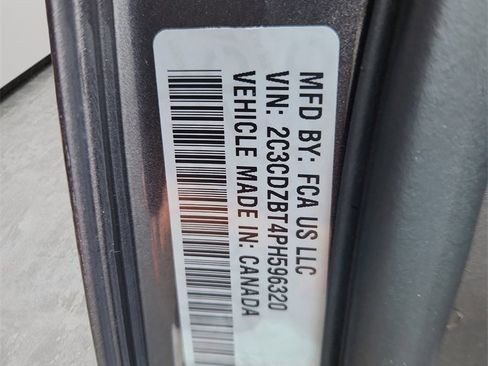 MFD BY: FCA US LLC
VIN: 2C3CDZBT4PH596320
VEHICLE MADE IN: CANADA